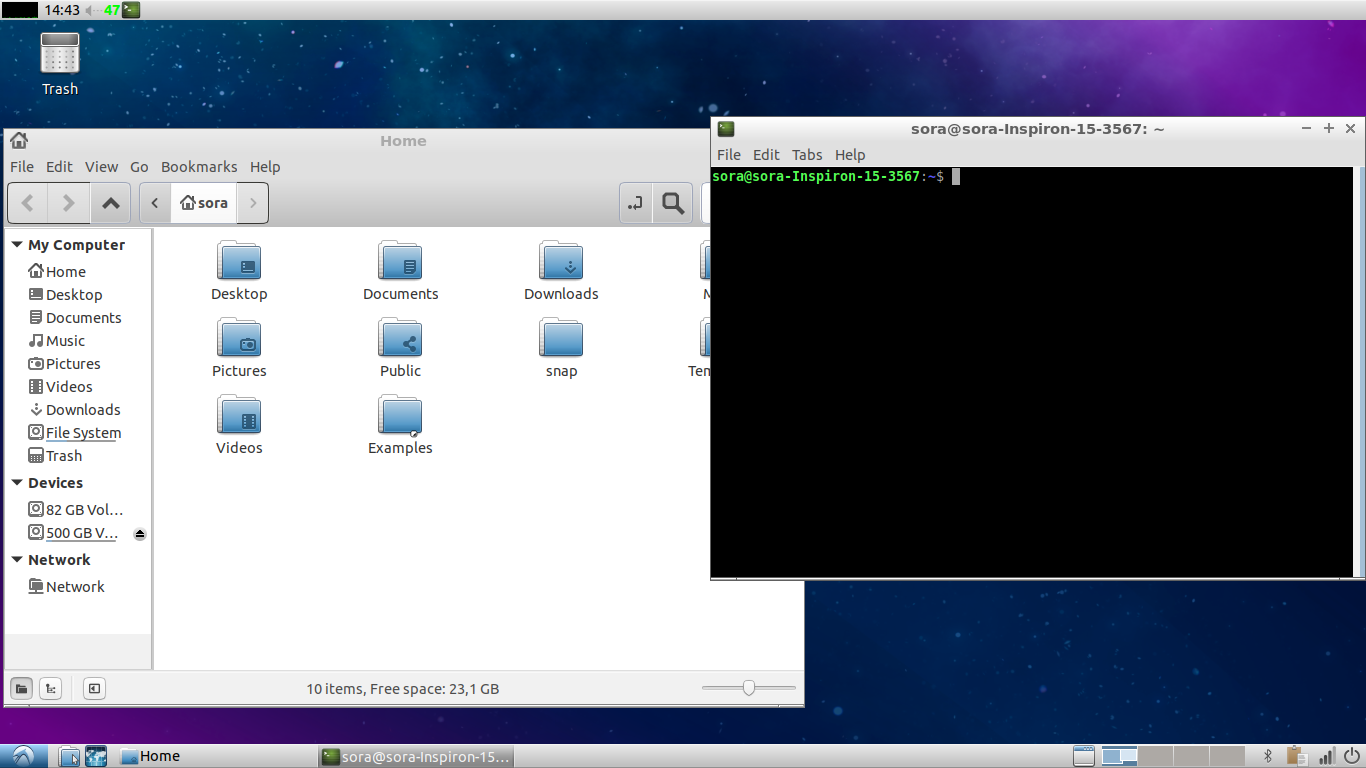 14:43 47
Trash
Home
File Edit View Go Bookmarks Help
sora
My Computer
Home
Desktop
Documents
Music
Pictures
Videos
Downloads
File System
Trash
Devices
82 GB Vol...
500 GB V...
Network
Network
Desktop Documents Downloads M
Pictures Public snap Tem
Videos Examples
10 items, Free space: 23,1 GB
sora@sora-Inspiron-15-3567: ~
File Edit Tabs Help
sora@sora-Inspiron-15-3567:~$
Home sora@sora-Inspiron-15...